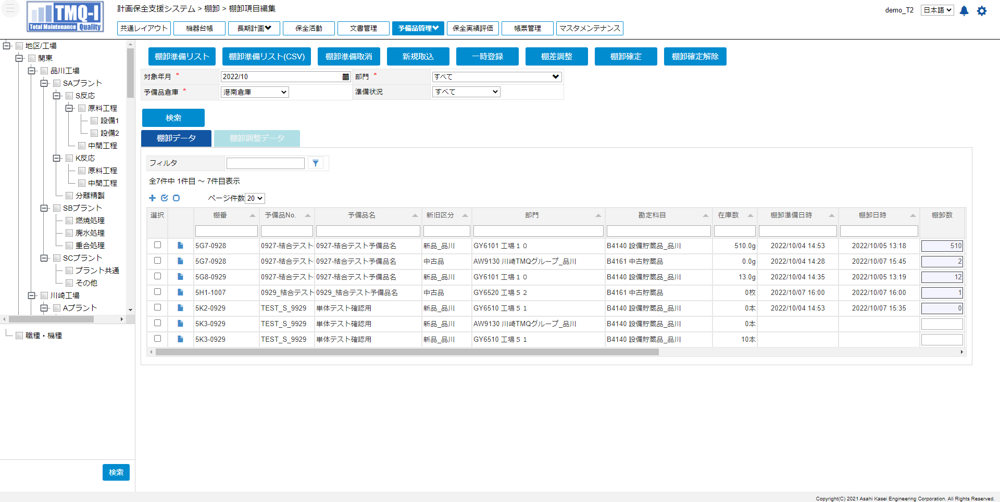 TMQ-I
Total Maintenance Quality
計画保全支援システム > 棚卸 > 棚卸項目編集
demo_T2 日本語
共通レイアウト 機器台帳 長期計画 保全活動 文書管理 予備品管理 保全実績評価 帳票管理 マスタメンテナンス
地区/工場
関東
品川工場
SAプラント
S反応
原料工程
設備1
設備2
中間工程
K反応
原料工程
中間工程
分離精製
SBプラント
燃焼処理
廃水処理
重合処理
SCプラント
プラント共通
その他
川崎工場
Aプラント
職種・機種
検索
棚卸準備リスト 棚卸準備リスト(CSV) 棚卸準備取消 新規取込 一時登録 棚差調整 棚卸確定 棚卸確定解除
対象年月 * 2022/10 部門 * すべて
予備品倉庫 * 港南倉庫 準備状況 すべて
検索
棚卸データ 棚卸調整データ
フィルタ
全7件中 1件目 ～ 7件目表示
ページ件数 20
選択 棚番 予備品No. 予備品名 新旧区分 部門 勘定科目 在庫数 棚卸準備日時 棚卸日時 棚卸数
5G7-0928 0927-結合テスト 0927-結合テスト予備品名 新品_品川 GY6101 工場１０ B4140 設備貯蔵品_品川 510.0g 2022/10/04 14:53 2022/10/05 13:18 510
5G7-0928 0927-結合テスト 0927-結合テスト予備品名 中古品 AW9130 川崎TMQグループ_品川 B4161 中古貯蔵品 0.0g 2022/10/04 14:28 2022/10/07 15:45 2
5G8-0929 0927-結合テスト 0927-結合テスト予備品名 新品_品川 GY6101 工場１０ B4140 設備貯蔵品_品川 13.0g 2022/10/04 14:35 2022/10/05 13:19 12
5H1-1007 0929_結合テスト 0929_結合テスト予備品名 中古品 GY6520 工場５２ B4161 中古貯蔵品 0枚 2022/10/07 16:00 2022/10/07 16:00 1
5K2-0929 TEST_S_9929 単体テスト確認用 新品_品川 GY6510 工場５１ B4140 設備貯蔵品_品川 0本 2022/10/04 14:53 2022/10/07 15:35 0
5K3-0929 TEST_S_9929 単体テスト確認用 新品_品川 AW9130 川崎TMQグループ_品川 B4140 設備貯蔵品_品川 0本
5K3-0929 TEST_S_9929 単体テスト確認用 新品_品川 GY6510 工場５１ B4140 設備貯蔵品_品川 10本
Copyright(C) 2021 Asahi Kasei Engineering Corporation. All Rights Reserved.